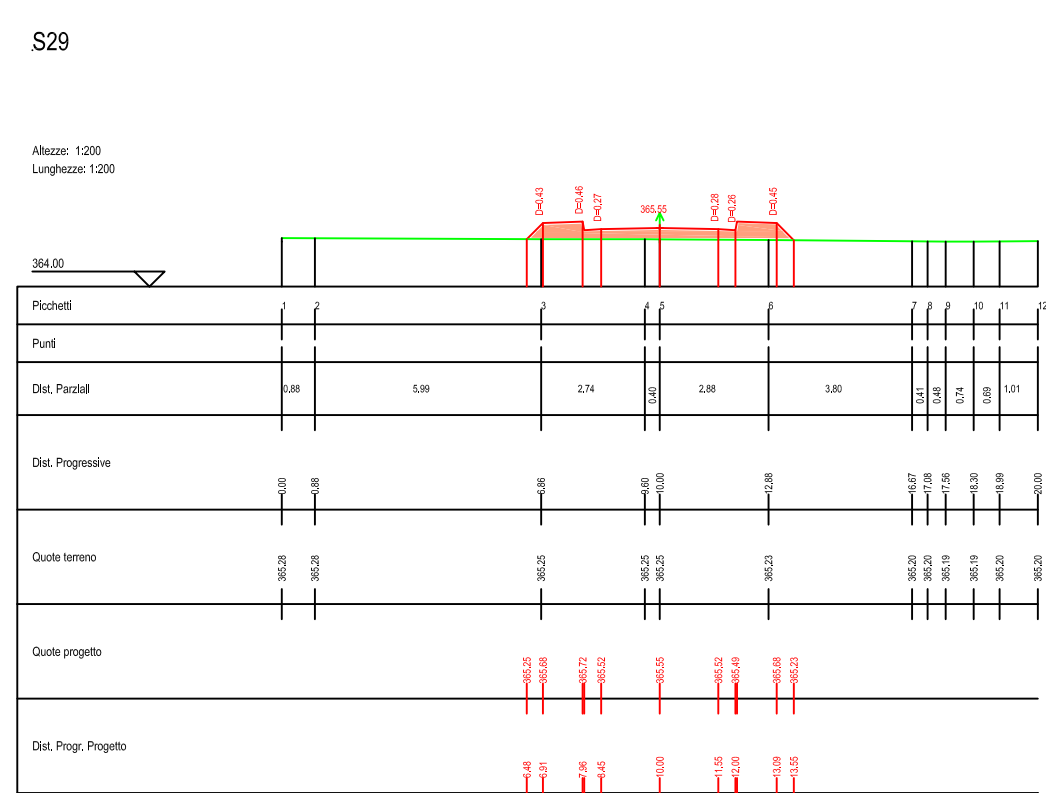 S29
Altezze: 1:200
Lunghezze: 1:200
D=0.43 D=0.46 D=0.27 365.55 D=0.28 D=0.26 D=0.45
364.00
Picchetti 1 2 3 4 5 6 7 8 9 10 11 12
Punti
Dist. Parziali 0.88 5.99 2.74 0.40 2.88 3.80 0.41 0.48 0.74 0.69 1.01
Dist. Progressive 0.00 0.88 6.86 9.60 10.00 12.88 16.67 17.08 17.56 18.30 18.99 20.00
Quote terreno 365.28 365.28 365.25 365.25 365.25 365.23 365.20 365.20 365.19 365.19 365.20 365.20
Quote progetto 365.25 365.68 365.72 365.52 365.55 365.52 365.49 365.68 365.23
Dist. Progr. Progetto 6.48 6.91 7.96 8.45 10.00 11.55 12.00 13.09 13.55